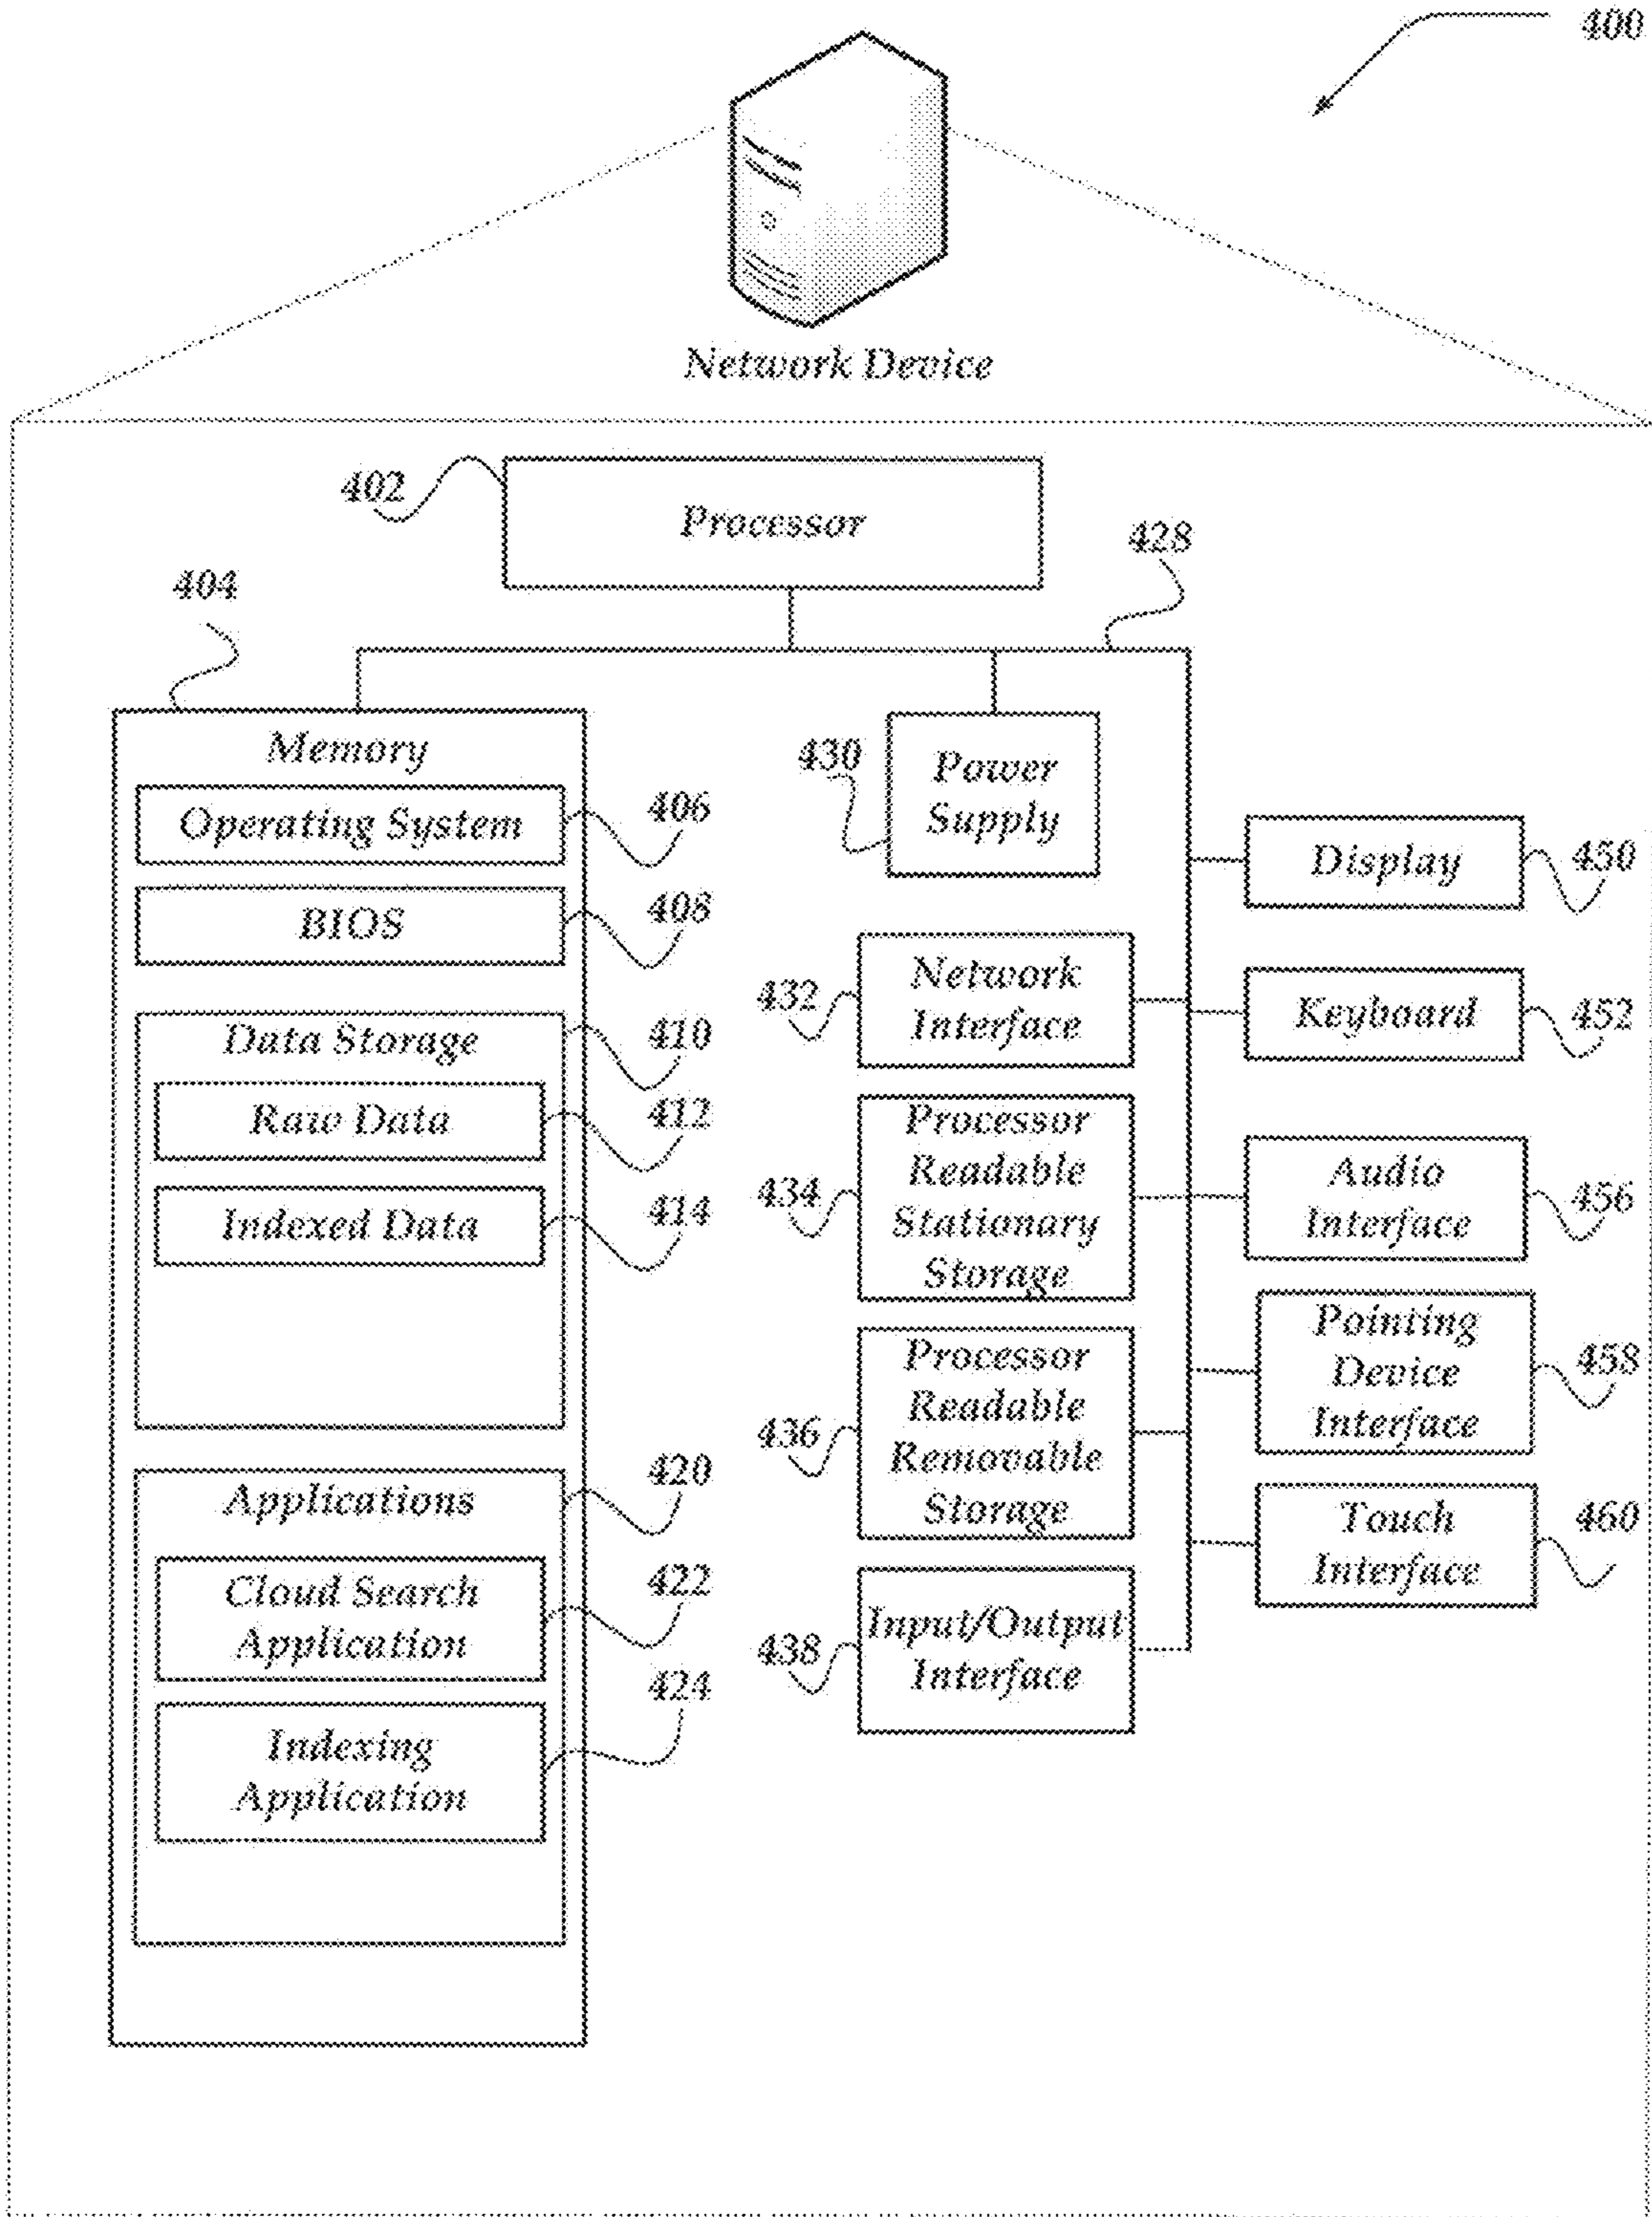 400
Network Device
402
Processor
428
404
Memory
Operating System
406
BIOS
408
Data Storage
410
Raw Data
412
Indexed Data
414
Applications
420
Cloud Search
Application
422
Indexing
Application
424
430
Power
Supply
432
Network
Interface
434
Processor
Readable
Stationary
Storage
436
Processor
Readable
Removable
Storage
438
Input/Output
Interface
Display
450
Keyboard
452
Audio
Interface
456
Pointing
Device
Interface
458
Touch
Interface
460